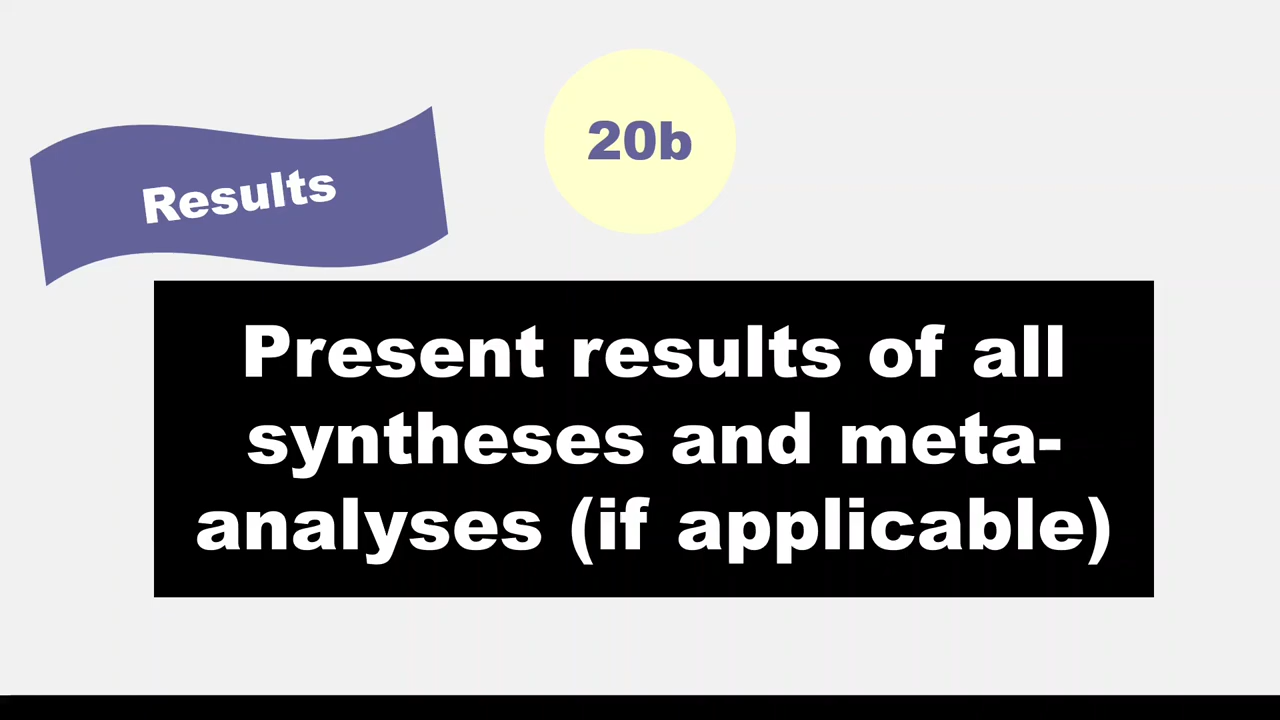 20b
Results
Present results of all
syntheses and meta-
analyses (if applicable)